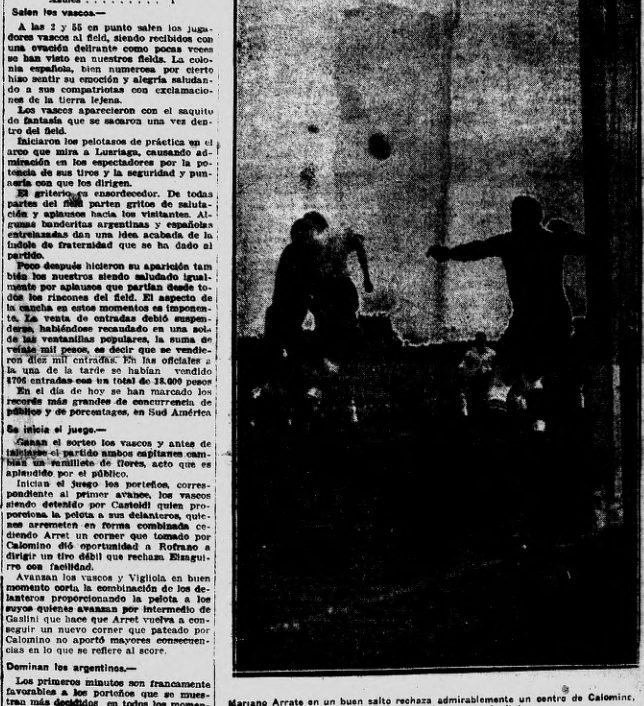 Salen los vascos.—
A las 2 y 55 en punto salen los juga-
dores vascos al field, siendo recibidos con
una ovación delirante como pocas veces
se han visto en nuestros fields. La colo-
nia española, bien numerosa por cierto
hizo sentir su emoción y alegría saludan-
do a sus compatriotas con exclamacio-
nes de la tierra lejena.
Los vascos aparecieron con el saquito
de fantasía que se sacaron una vez den-
tro del field.
Iniciaron los pelotazos de práctica en el
arco que mira a Luzriaga, causando ad-
miración en los espectadores por la po-
tencia de sus tiros y la seguridad y pun-
nería con que los dirigen.
El griterío es ensordecedor. De todas
partes del field parten gritos de saluta-
ción y aplausos hacia los visitantes. Al-
gunas banderitas argentinas y españolas
entrelazadas dan una idea acabada de la
índole de fraternidad que se ha dado al
partido.
Poco después hicieron su aparición tam
bién los nuestros siendo saludado igual-
mente por aplausos que partían desde to-
dos los rincones del field. El aspecto de
la cancha en estos momentos es imponen-
te. La venta de entradas debió suspen-
derse, habiéndose recaudado en una sola
de las ventanillas populares, la suma de
veinte mil pesos, es decir que se vendie-
ron diez mil entradas. En las oficiales a
la una de la tarde se habían vendido
8706 entradas con un total de 18.000 pesos
En el día de hoy se han marcado los
records más grandes de concurrencia de
público y de porcentages, en Sud América
Se inicia el juego.—
Ganan el sorteo los vascos y antes de
iniciarse el partido ambos capitanes cam-
bian un ramillete de flores, acto que es
aplaudido por el público.
Inician el juego los porteños, corres-
pondiente al primer avance, los vascos
siendo detenido por Castoldi quien pro-
porciona la pelota a sus delanteros, quie-
nes arremeten en forma combinada ce-
diendo Arret un corner que tomado por
Calomino dió oportunidad a Rofrano a
dirigir un tiro débil que rechaza Eizagui-
rre con facilidad.
Avanzan los vascos y Vigliola en buen
momento corta la combinación de los de-
lanteros proporcionando la pelota a los
suyos quienes avanzan por intermedio de
Gaslini que hace que Arret vuelva a con-
seguir un nuevo corner que pateado por
Calomino no aportó mayores consecuen-
cias en lo que se refiere al score.
Dominan los argentinos.—
Los primeros minutos son francamente
favorables a los porteños que se mues-
tran más decididos en todos los momen-
Mariano Arrate en un buen salto rechaza admirablemente un centro de Calomino,